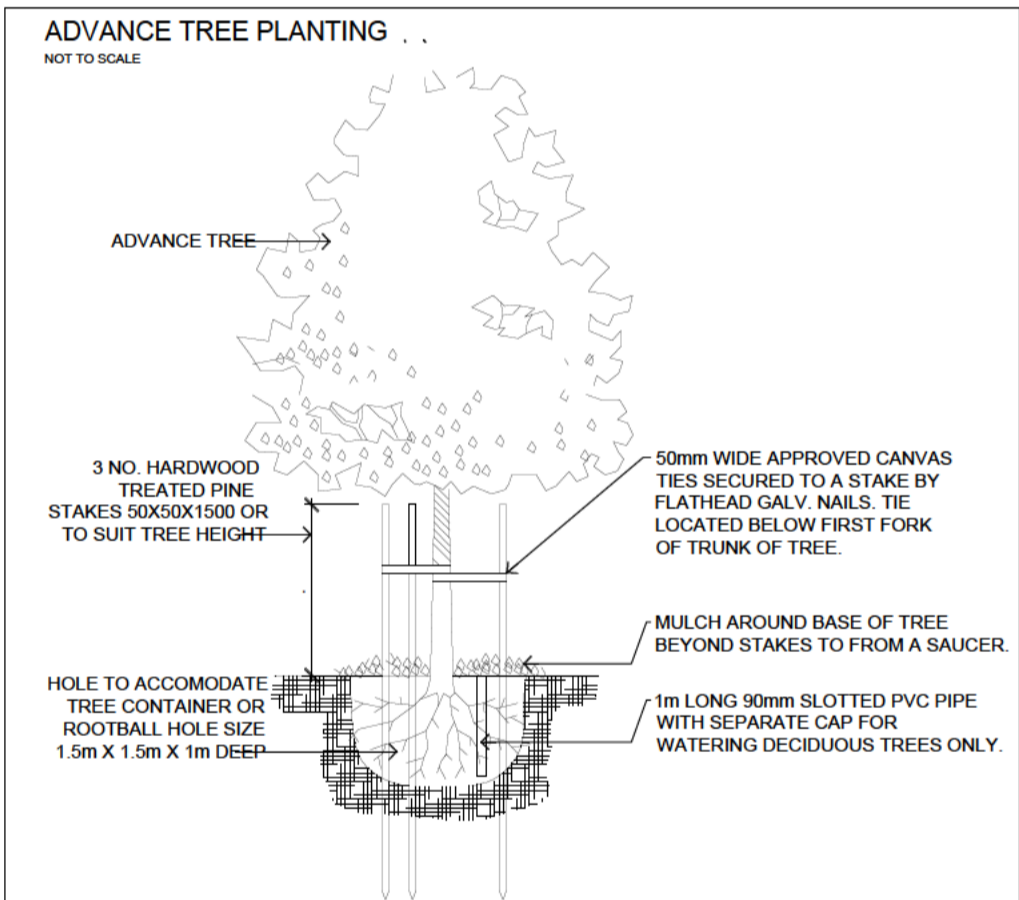 ADVANCE TREE PLANTING
NOT TO SCALE
ADVANCE TREE
3 NO. HARDWOOD
TREATED PINE
STAKES 50X50X1500 OR
TO SUIT TREE HEIGHT
50mm WIDE APPROVED CANVAS
TIES SECURED TO A STAKE BY
FLATHEAD GALV. NAILS. TIE
LOCATED BELOW FIRST FORK
OF TRUNK OF TREE.
MULCH AROUND BASE OF TREE
BEYOND STAKES TO FROM A SAUCER.
HOLE TO ACCOMODATE
TREE CONTAINER OR
ROOTBALL HOLE SIZE
1.5m X 1.5m X 1m DEEP
1m LONG 90mm SLOTTED PVC PIPE
WITH SEPARATE CAP FOR
WATERING DECIDUOUS TREES ONLY.